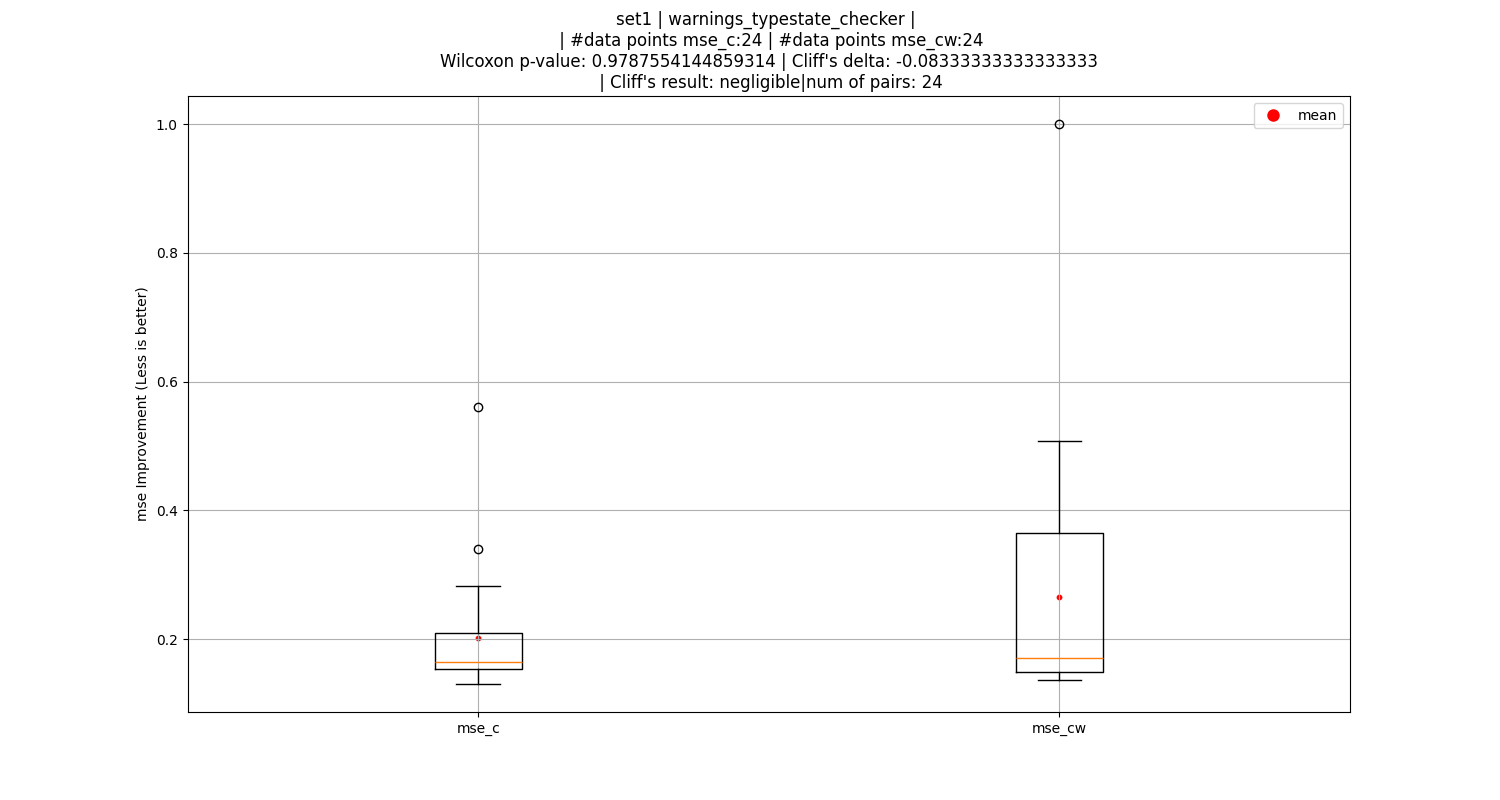 set1 | warnings_typestate_checker |
| #data points mse_c:24 | #data points mse_cw:24
Wilcoxon p-value: 0.9787554144859314 | Cliff's delta: -0.08333333333333333
| Cliff's result: negligible|num of pairs: 24
mean
1.0
0.8
0.6
0.4
0.2
mse Improvement (Less is better)
mse_c
mse_cw